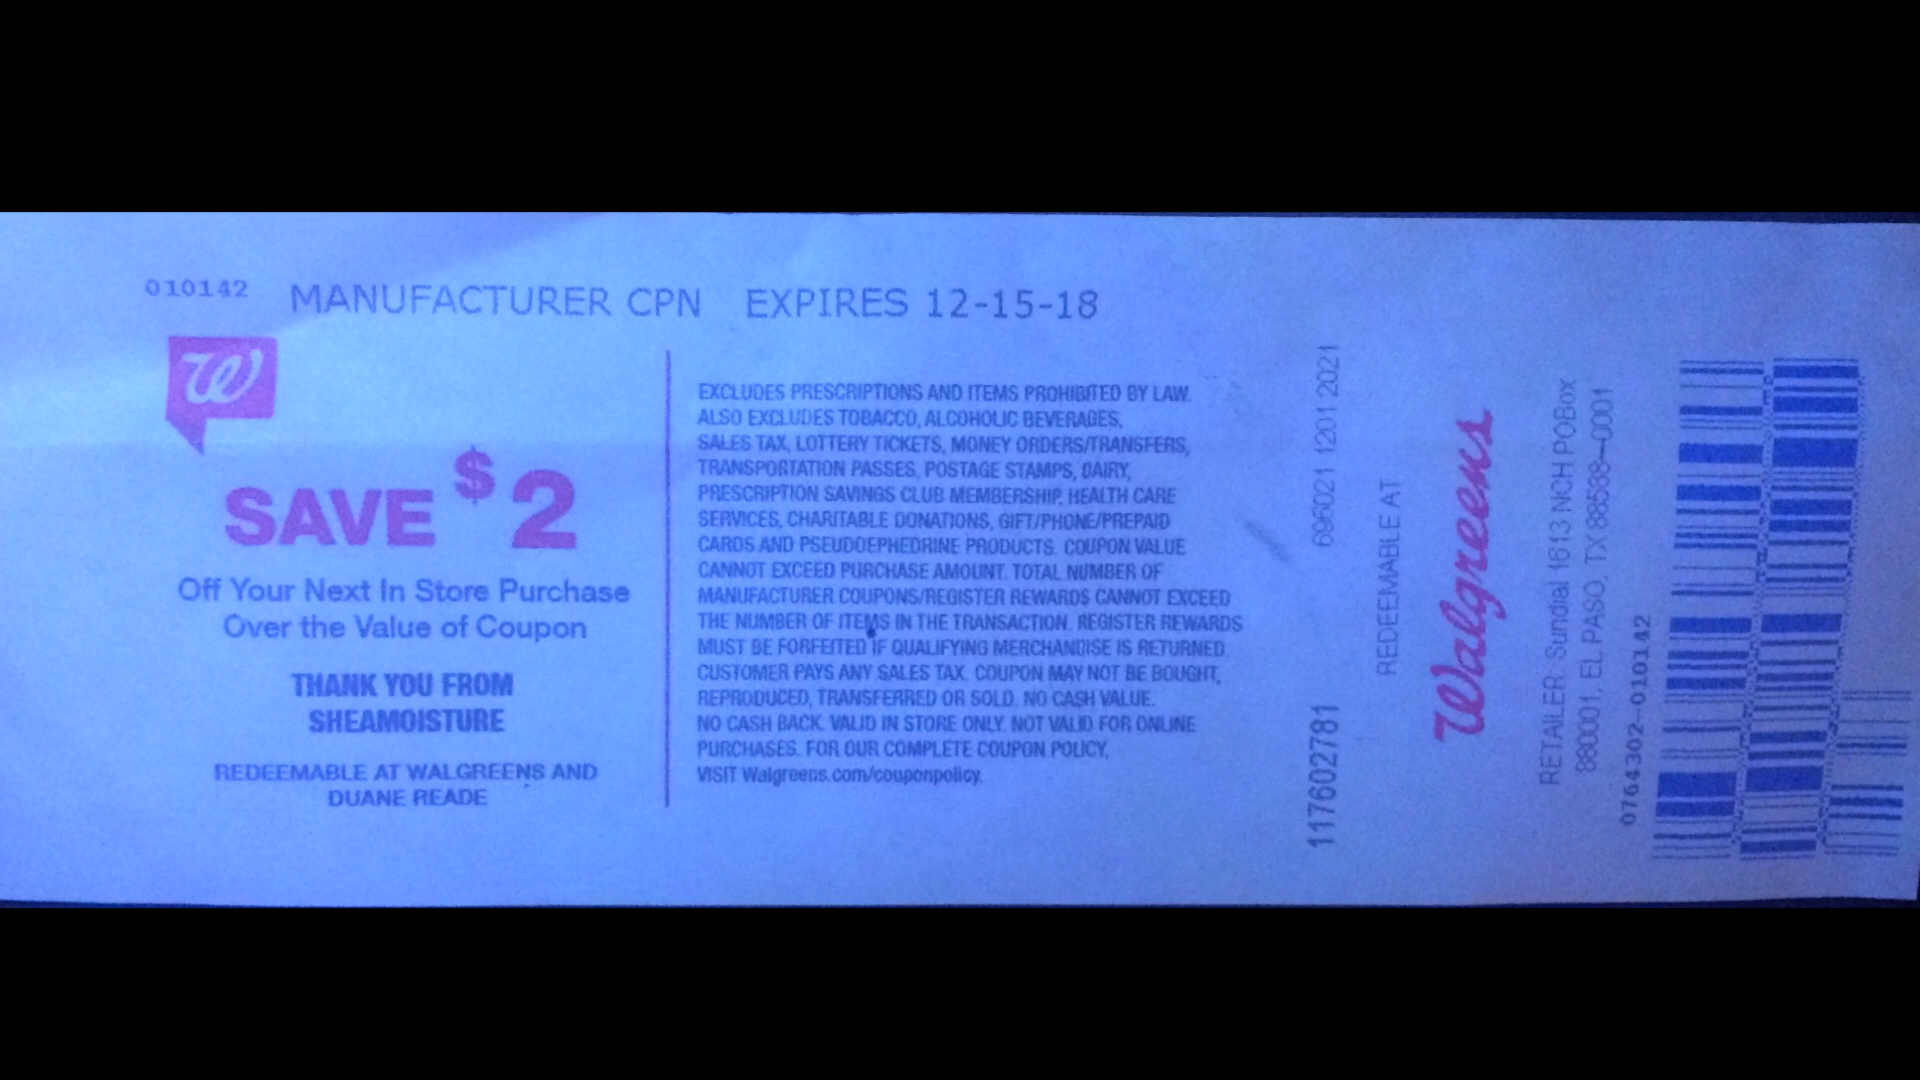 010142 MANUFACTURER CPN EXPIRES 12-15-18
W
SAVE $2
Off Your Next In Store Purchase
Over the Value of Coupon
THANK YOU FROM
SHEAMOISTURE
REDEEMABLE AT WALGREENS AND
DUANE READE
EXCLUDES PRESCRIPTIONS AND ITEMS PROHIBITED BY LAW.
ALSO EXCLUDES TOBACCO, ALCOHOLIC BEVERAGES,
SALES TAX, LOTTERY TICKETS, MONEY ORDERS/TRANSFERS,
TRANSPORTATION PASSES, POSTAGE STAMPS, DAIRY,
PRESCRIPTION SAVINGS CLUB MEMBERSHIP, HEALTH CARE
SERVICES, CHARITABLE DONATIONS, GIFT/PHONE/PREPAID
CARDS AND PSEUDOEPHEDRINE PRODUCTS. COUPON VALUE
CANNOT EXCEED PURCHASE AMOUNT. TOTAL NUMBER OF
MANUFACTURER COUPONS/REGISTER REWARDS CANNOT EXCEED
THE NUMBER OF ITEMS IN THE TRANSACTION. REGISTER REWARDS
MUST BE FORFEITED IF QUALIFYING MERCHANDISE IS RETURNED.
CUSTOMER PAYS ANY SALES TAX. COUPON MAY NOT BE BOUGHT,
REPRODUCED, TRANSFERRED OR SOLD. NO CASH VALUE.
NO CASH BACK. VALID IN STORE ONLY. NOT VALID FOR ONLINE
PURCHASES. FOR OUR COMPLETE COUPON POLICY,
VISIT Walgreens.com/couponpolicy.
117602781 696021 1201 2021
REDEEMABLE AT
Walgreens
RETAILER: Sundial 1613 NCH POBox
880001, EL PASO, TX 88588-0001
0764302-010142